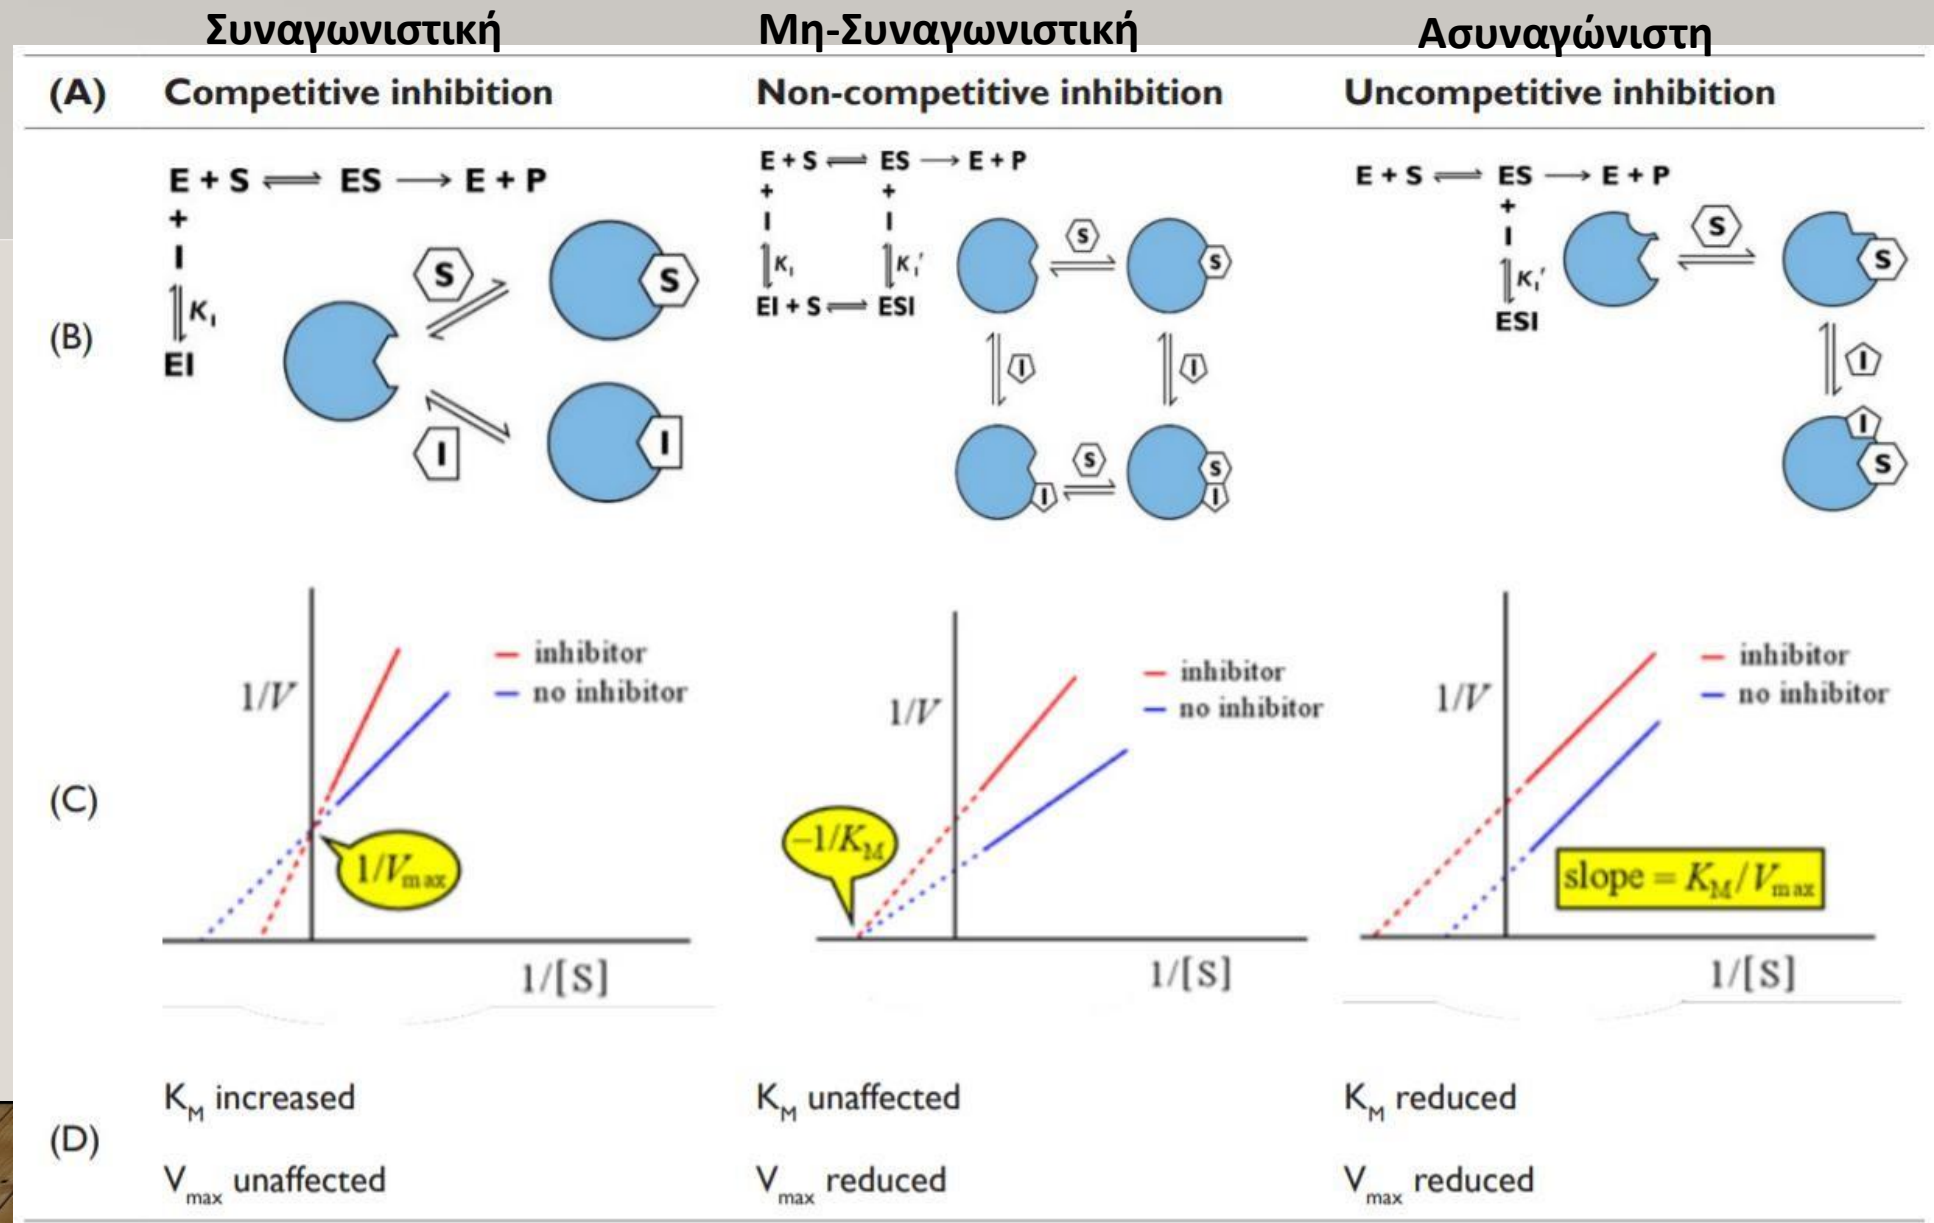 Συναγωνιστική
Μη-Συναγωνιστική
Ασυναγώνιστη
(A)
Competitive inhibition
Non-competitive inhibition
Uncompetitive inhibition
(B)
E + S ⇌ ES → E + P
+
I
⇌ K_I
EI
S
S
I
I
E + S ⇌ ES → E + P
+ +
I I
⇌ K_I ⇌ K_I′
EI + S ⇌ ESI
S
S
I
I
I
S
S
I
E + S ⇌ ES → E + P
+
I
⇌ K_I′
ESI
S
S
I
I
S
(C)
1/V
inhibitor
no inhibitor
1/V_max
1/[S]
1/V
inhibitor
no inhibitor
−1/K_M
1/[S]
1/V
inhibitor
no inhibitor
slope = K_M/V_max
1/[S]
(D)
K_M increased
V_max unaffected
K_M unaffected
V_max reduced
K_M reduced
V_max reduced